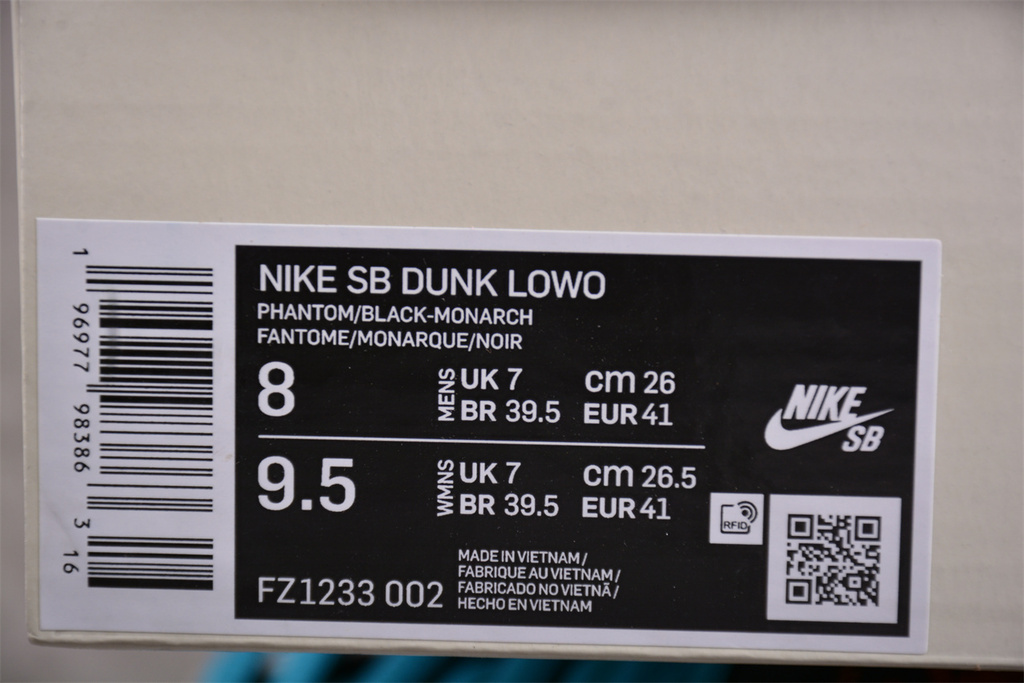 NIKE SB DUNK LOWO
PHANTOM/BLACK-MONARCH
FANTOME/MONARQUE/NOIR
8
MENS
UK 7
cm 26
BR 39.5
EUR 41
9.5
WMNS
UK 7
cm 26.5
BR 39.5
EUR 41
NIKE
SB
RFID
FZ1233 002
MADE IN VIETNAM /
FABRIQUE AU VIETNAM /
FABRICADO NO VIETNÃ /
HECHO EN VIETNAM
1 96977 98386 3 16